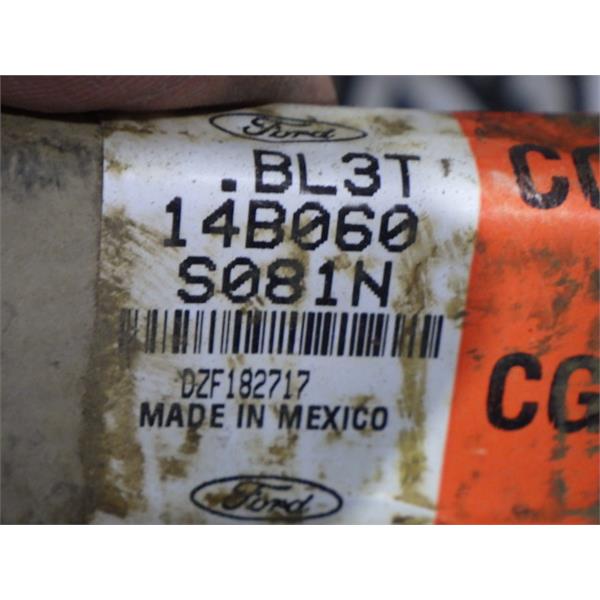 Ford
.BL3T
14B060
S081N
DZF182717
MADE IN MEXICO
Ford
CG